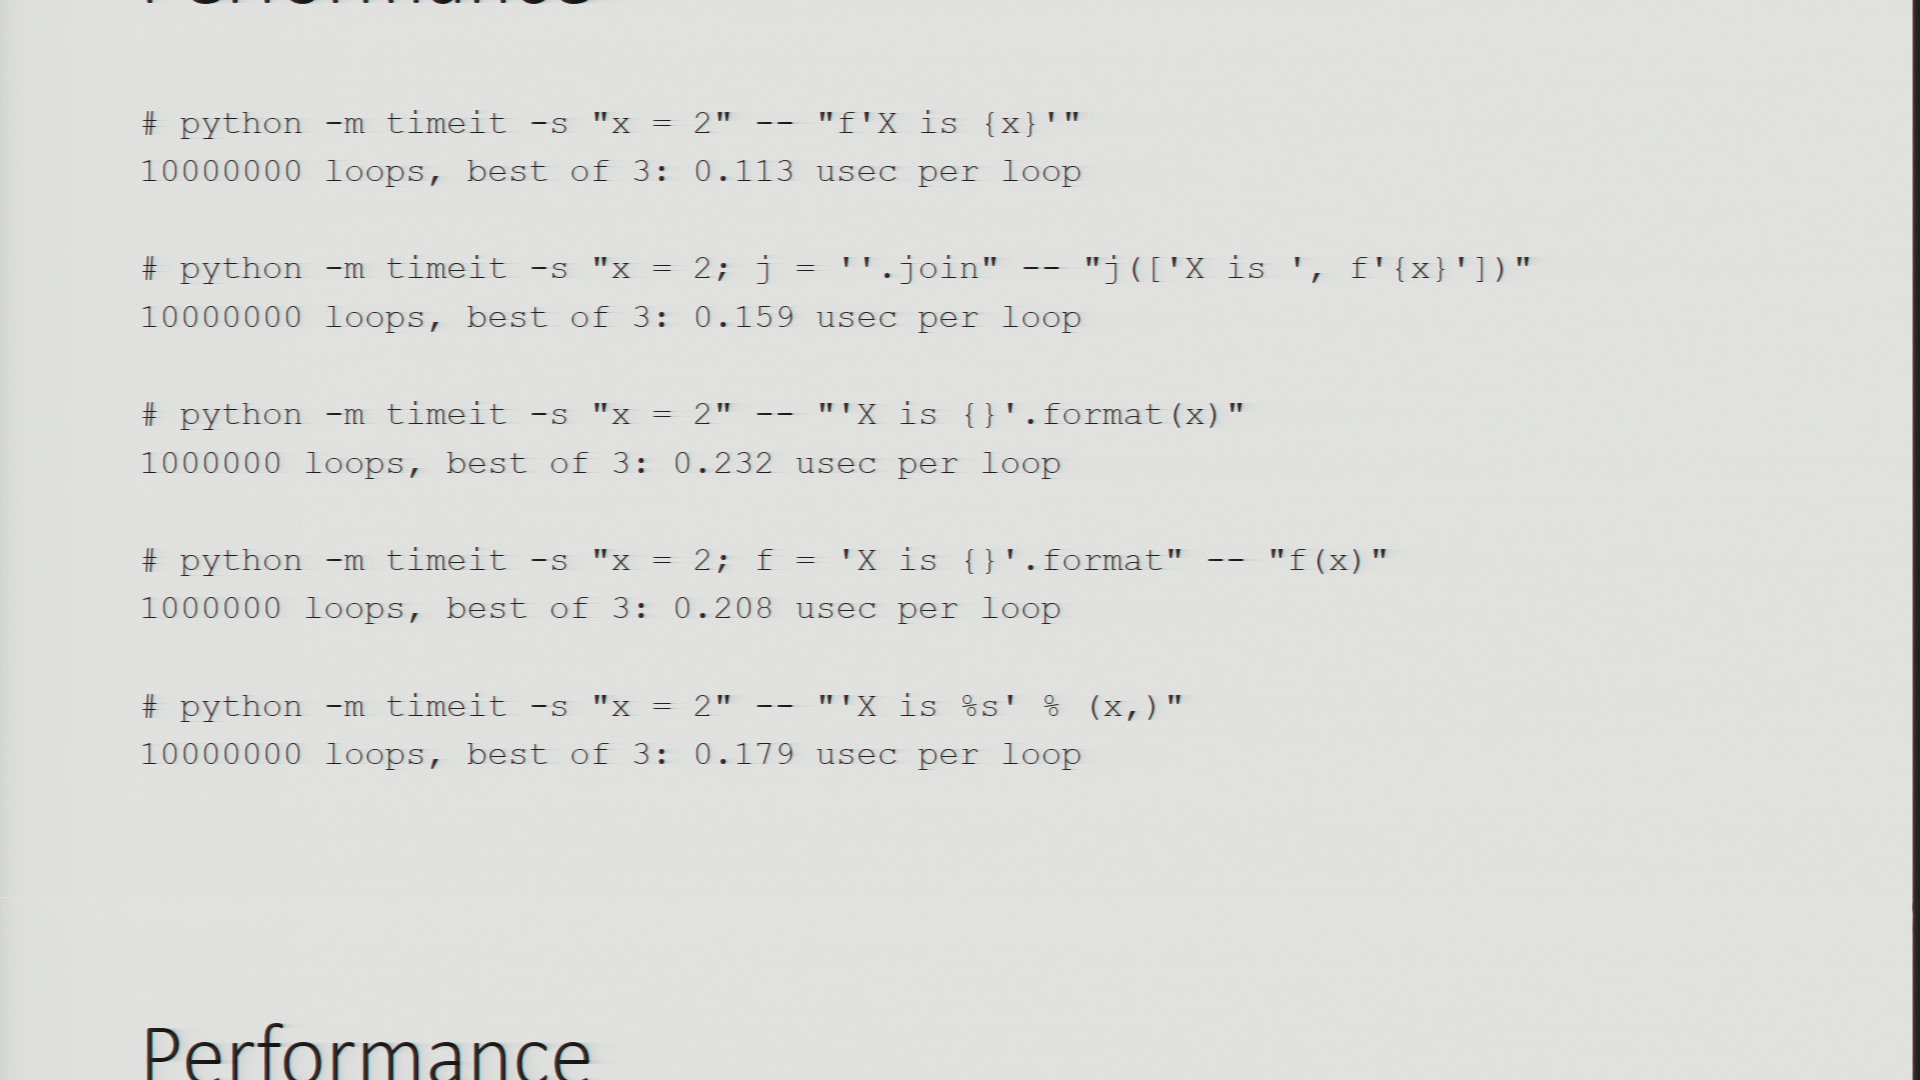 Performance
# python -m timeit -s "x = 2" -- "f'X is {x}'"
10000000 loops, best of 3: 0.113 usec per loop
# python -m timeit -s "x = 2; j = ''.join" -- "j(['X is ', f'{x}'])"
10000000 loops, best of 3: 0.159 usec per loop
# python -m timeit -s "x = 2" -- "'X is {}'.format(x)"
1000000 loops, best of 3: 0.232 usec per loop
# python -m timeit -s "x = 2; f = 'X is {}'.format" -- "f(x)"
1000000 loops, best of 3: 0.208 usec per loop
# python -m timeit -s "x = 2" -- "'X is %s' % (x,)"
10000000 loops, best of 3: 0.179 usec per loop
Performance